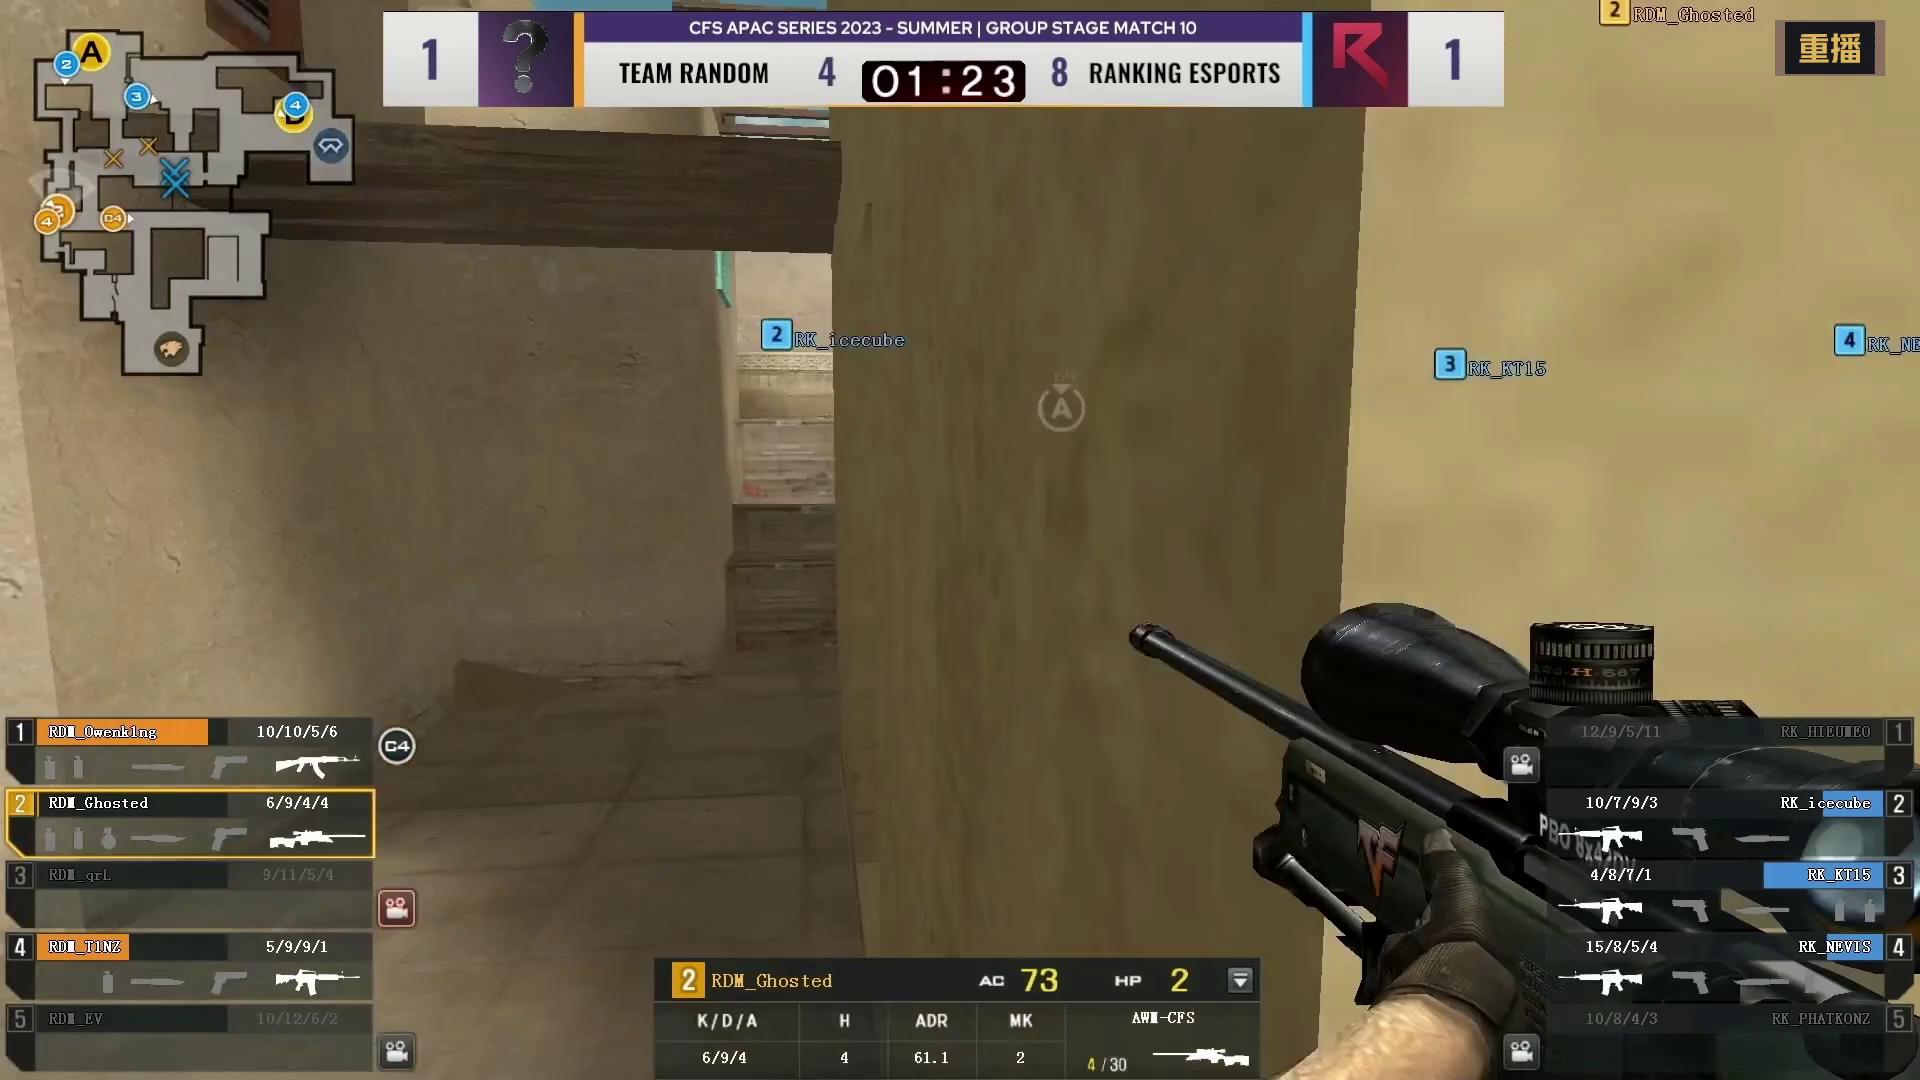 CFS APAC SERIES 2023 - SUMMER | GROUP STAGE MATCH 10
1 ? TEAM RANDOM 4 01:23 8 RANKING ESPORTS R 1
2 RDM_Ghosted
重播
A
2
3
4
4
C4
2 RK_icecube
3 RK_KT15
4 RK_NE
A
1 RDM_Owenk1ng 10/10/5/6
C4
2 RDM_Ghosted 6/9/4/4
3 RDM_qrL 9/11/5/4
4 RDM_T1NZ 5/9/9/1
5 RDM_EV 10/12/6/2
2 RDM_Ghosted AC 73 HP 2
K/D/A H ADR MK AWM-CFS
6/9/4 4 61.1 2 4/30
12/9/5/11 RK_HIEUMEO 1
10/7/9/3 RK_icecube 2
4/8/7/1 RK_KT15 3
15/8/5/4 RK_NEVIS 4
10/8/4/3 RK_PHATKONZ 5